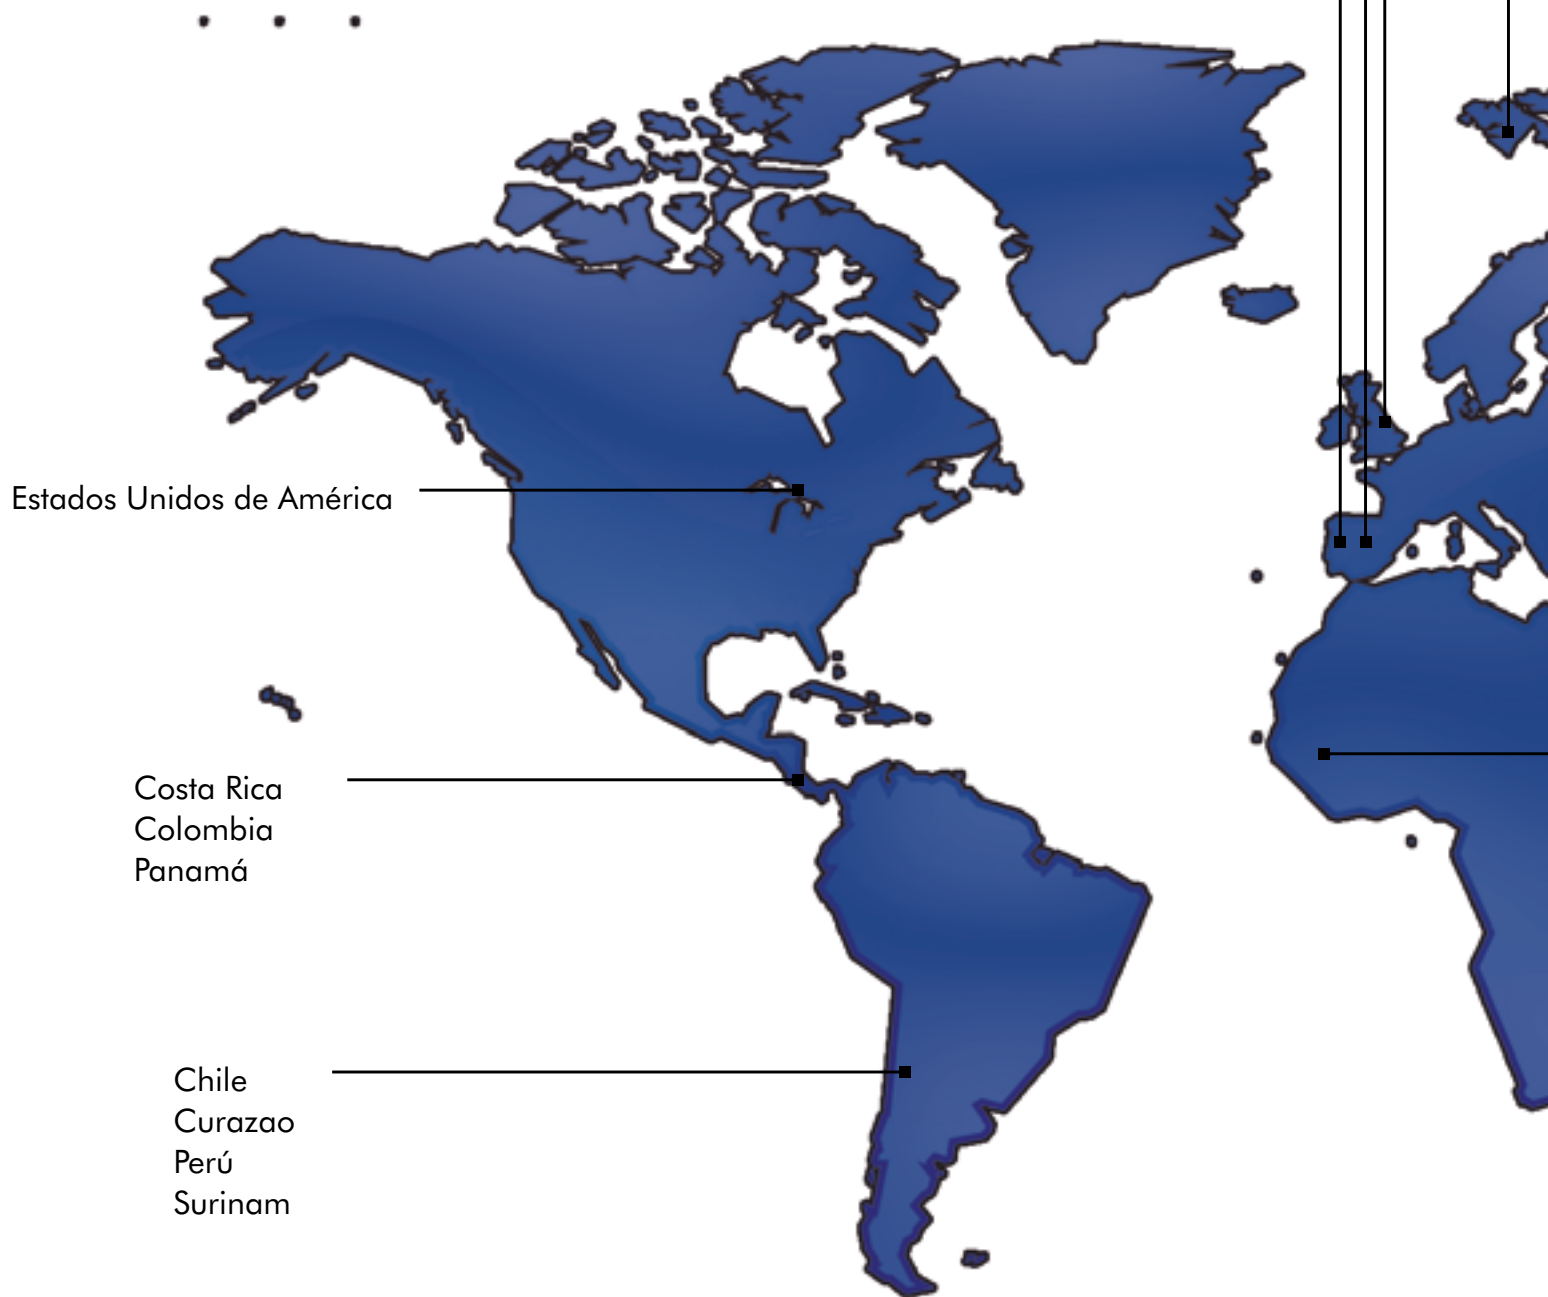 Estados Unidos de América
Costa Rica
Colombia
Panamá
Chile
Curazao
Perú
Surinam